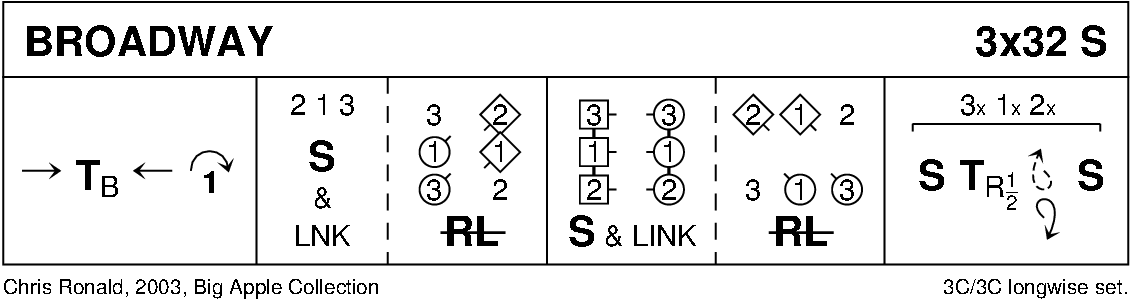 BROADWAY 3x32 S
→ T_B ← 1
2 1 3
S
&
LNK
3 2
1 1
3 2
RL
3 3
1 1
2 2
S & LINK
2 1 2
3 1 3
RL
3x 1x 2x
S T_R½ S
Chris Ronald, 2003, Big Apple Collection 3C/3C longwise set.